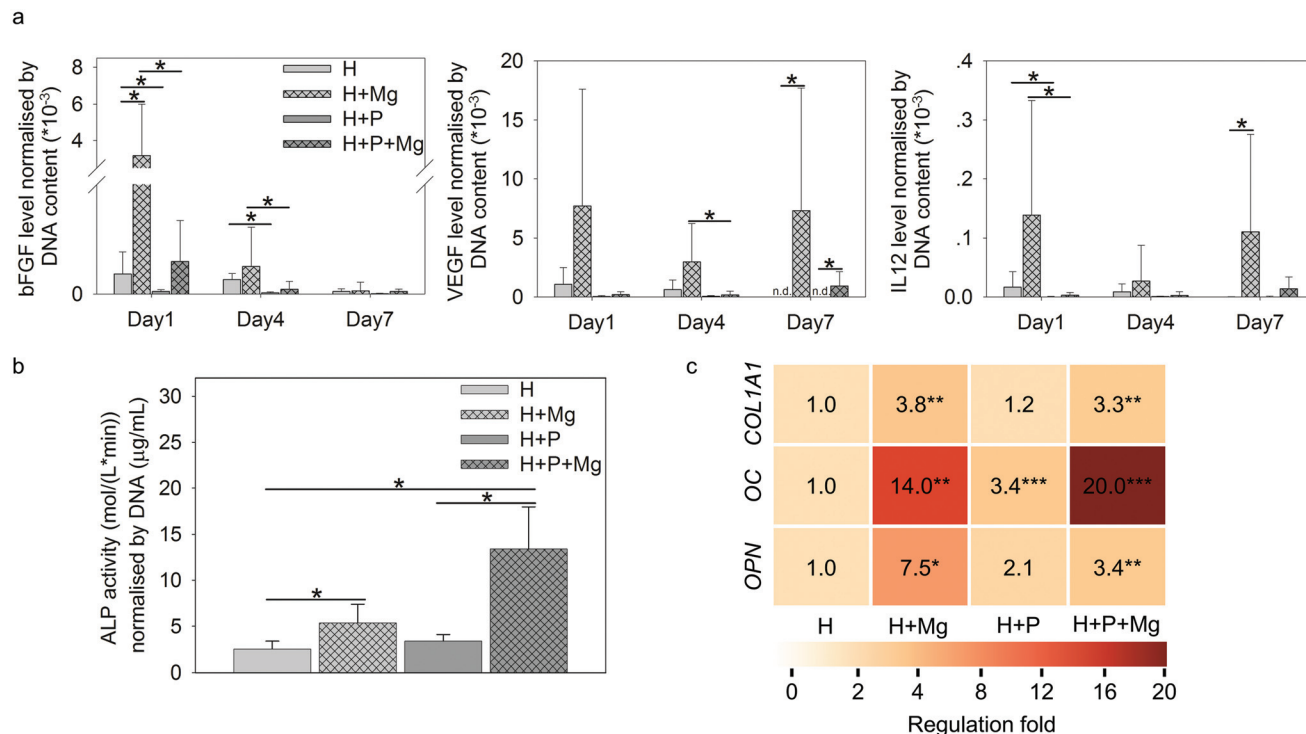 a
bFGF level normalised by
DNA content (*10-3)
8
6
4
0
*
*
*
*
*
H
H+Mg
H+P
H+P+Mg
Day1 Day4 Day7
VEGF level normalised by
DNA content (*10-3)
20
15
10
5
0
*
*
*
n.d. n.d.
Day1 Day4 Day7
IL12 level normalised by
DNA content (*10-3)
.4
.3
.2
.1
0.0
*
*
*
Day1 Day4 Day7
b
ALP activity (mol/(L*min))
normalised by DNA (µg/mL)
30
25
20
15
10
5
0
H
H+Mg
H+P
H+P+Mg
*
*
*
c
COL1A1 1.0 3.8** 1.2 3.3**
OC 1.0 14.0** 3.4*** 20.0***
OPN 1.0 7.5* 2.1 3.4**
H H+Mg H+P H+P+Mg
0 2 4 8 12 16 20
Regulation fold